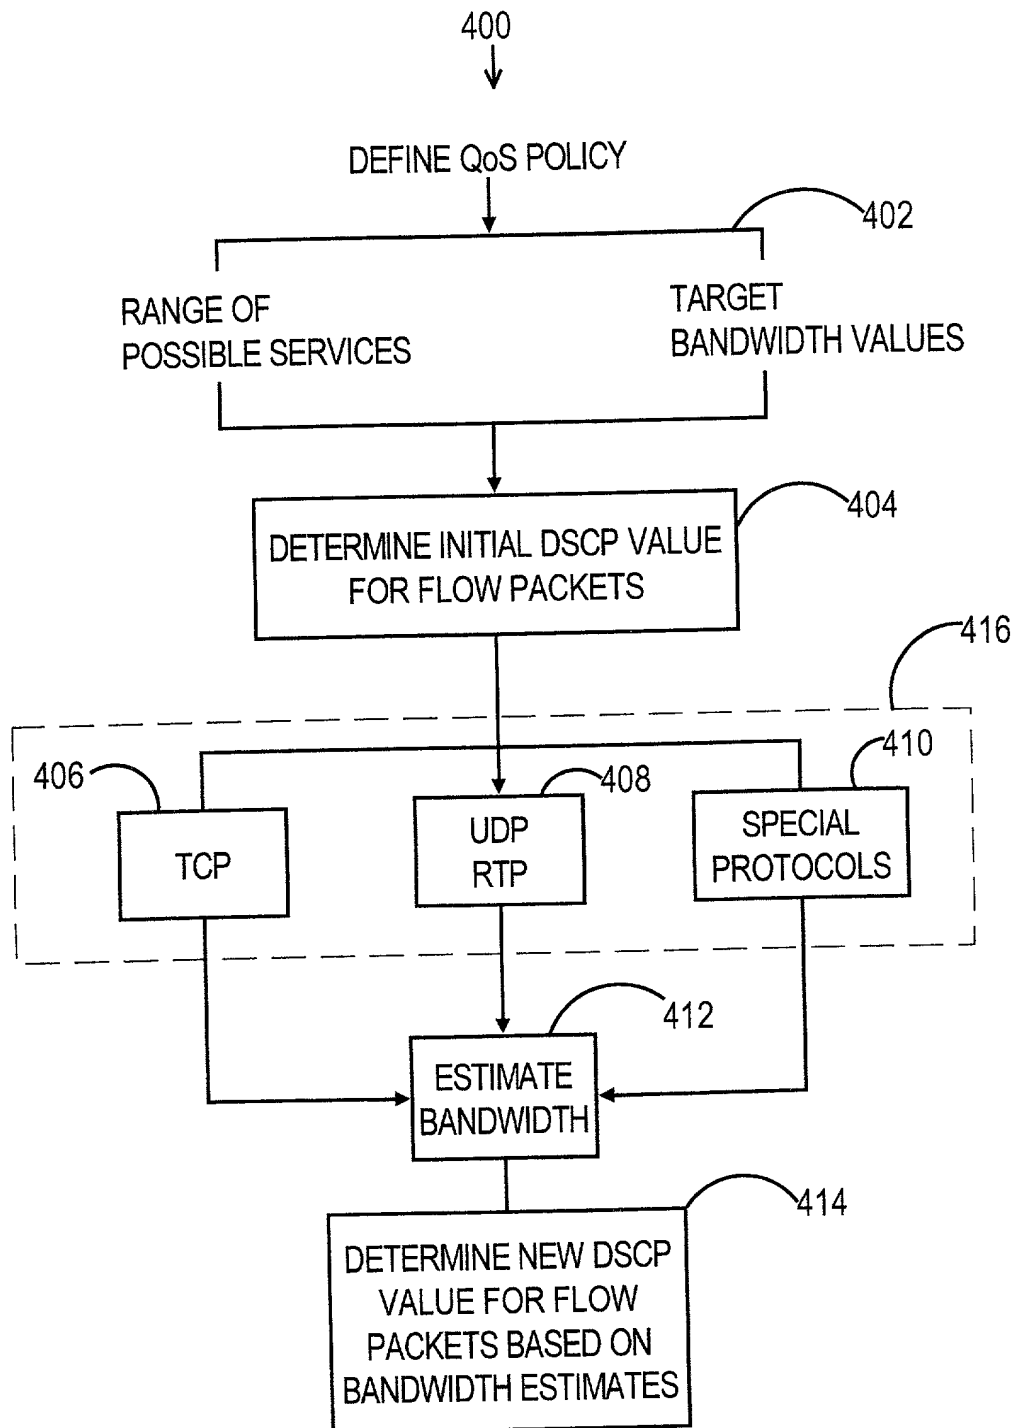 400
DEFINE QoS POLICY
402
RANGE OF
POSSIBLE SERVICES
TARGET
BANDWIDTH VALUES
404
DETERMINE INITIAL DSCP VALUE
FOR FLOW PACKETS
416
406
TCP
408
UDP
RTP
410
SPECIAL
PROTOCOLS
412
ESTIMATE
BANDWIDTH
414
DETERMINE NEW DSCP
VALUE FOR FLOW
PACKETS BASED ON
BANDWIDTH ESTIMATES